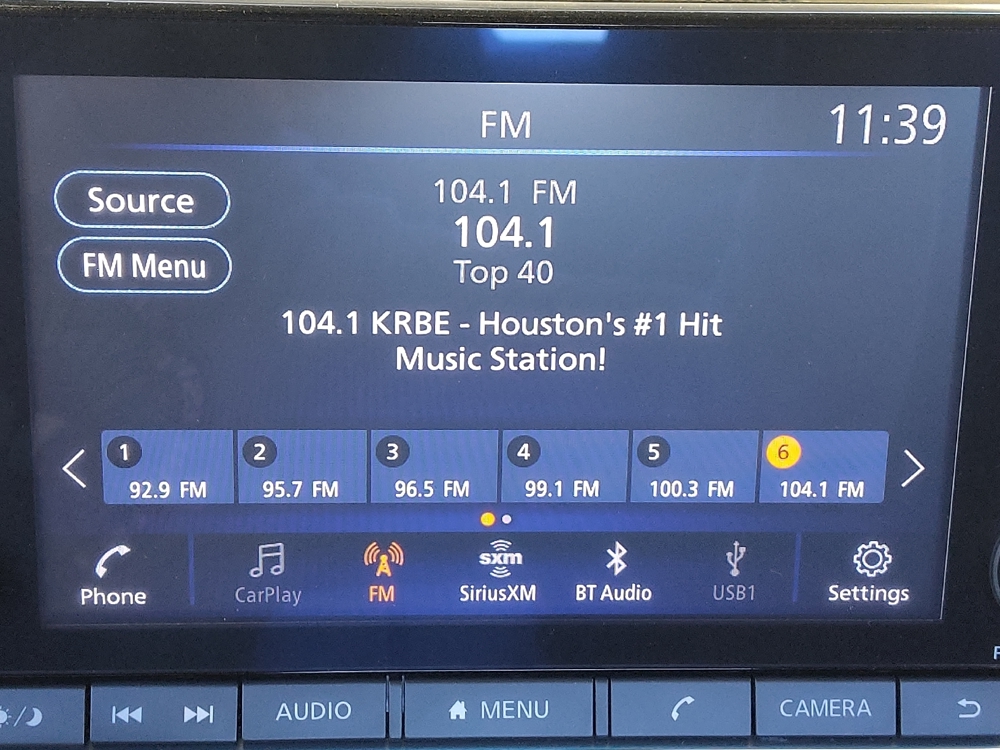 FM
11:39
Source
FM Menu
104.1 FM
104.1
Top 40
104.1 KRBE - Houston's #1 Hit
Music Station!
1 2 3 4 5 6
92.9 FM 95.7 FM 96.5 FM 99.1 FM 100.3 FM 104.1 FM
sxm
Phone CarPlay FM SiriusXM BT Audio USB1 Settings
AUDIO MENU CAMERA